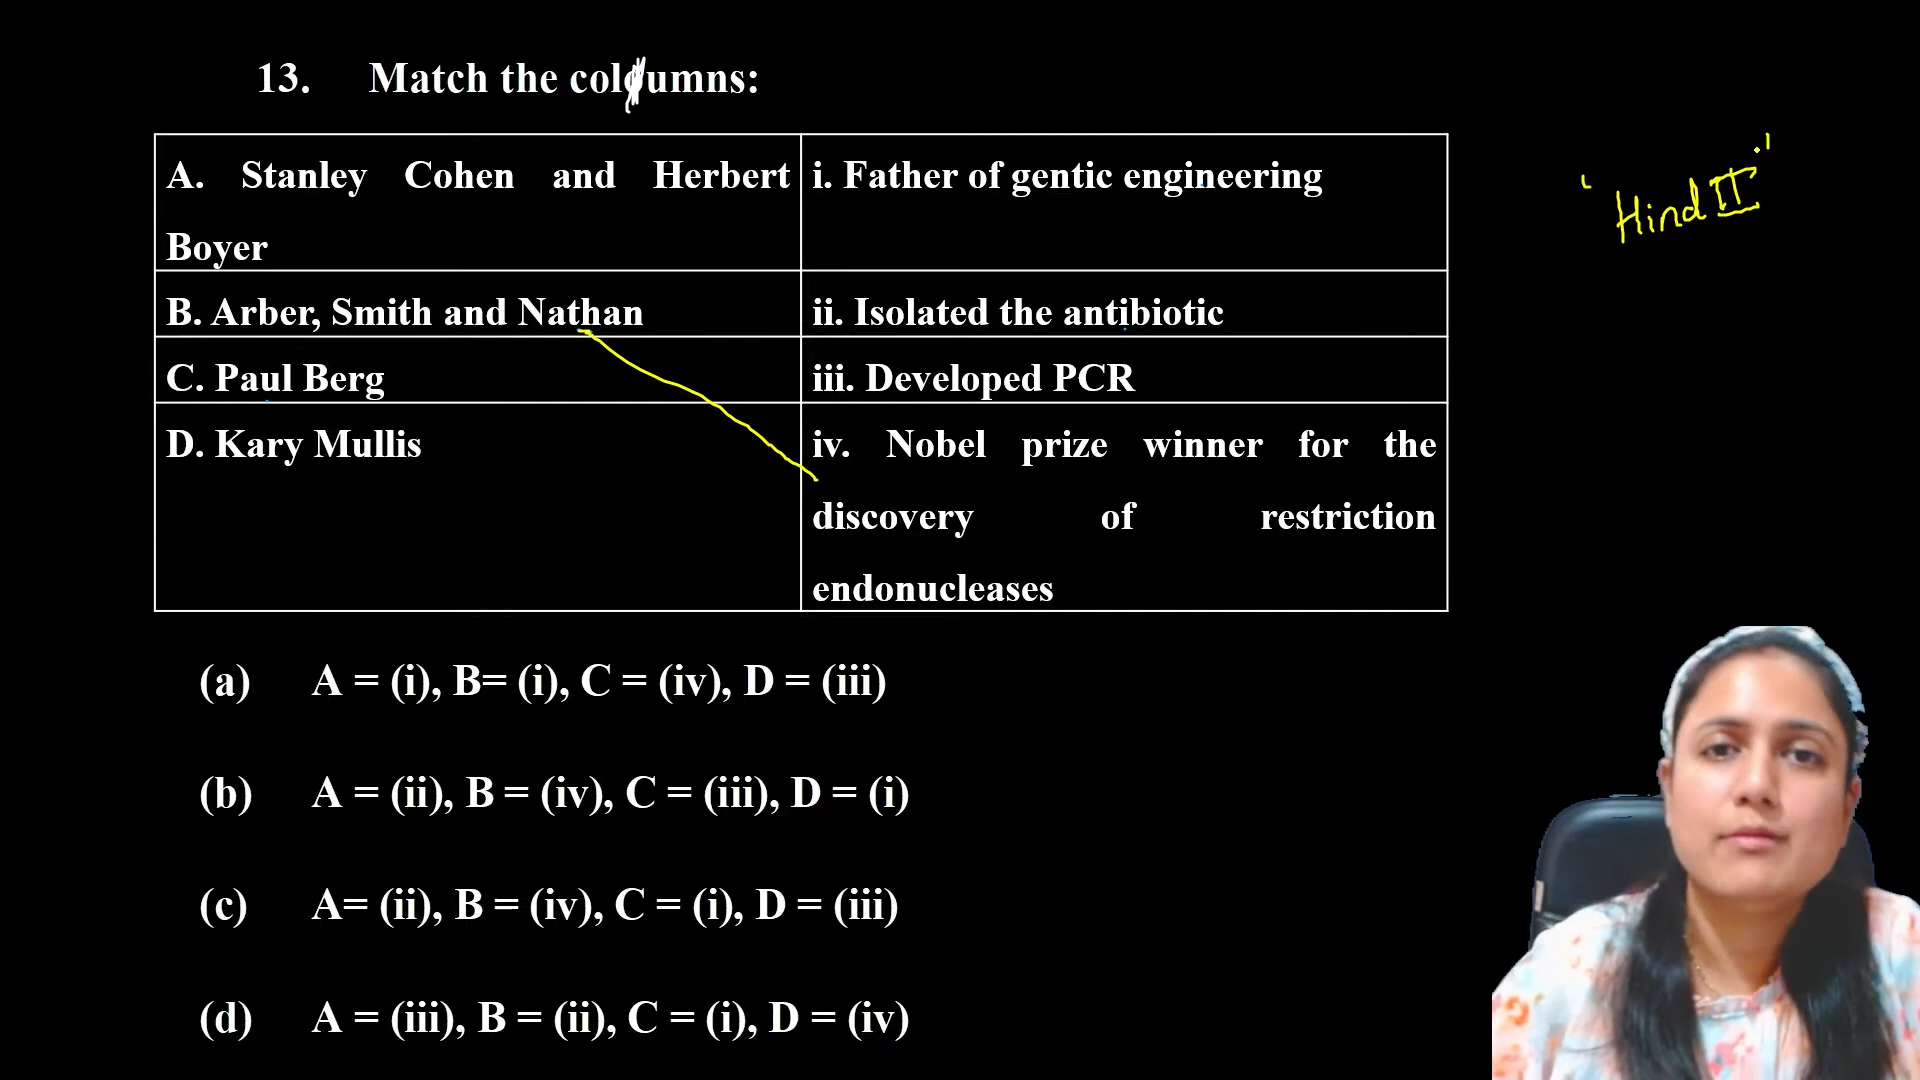 13. Match the coloumns:
A. Stanley Cohen and Herbert
Boyer
i. Father of gentic engineering
B. Arber, Smith and Nathan
ii. Isolated the antibiotic
C. Paul Berg
iii. Developed PCR
D. Kary Mullis
iv. Nobel prize winner for the
discovery of restriction
endonucleases
(a) A = (i), B= (i), C = (iv), D = (iii)
(b) A = (ii), B = (iv), C = (iii), D = (i)
(c) A= (ii), B = (iv), C = (i), D = (iii)
(d) A = (iii), B = (ii), C = (i), D = (iv)
'Hind II'